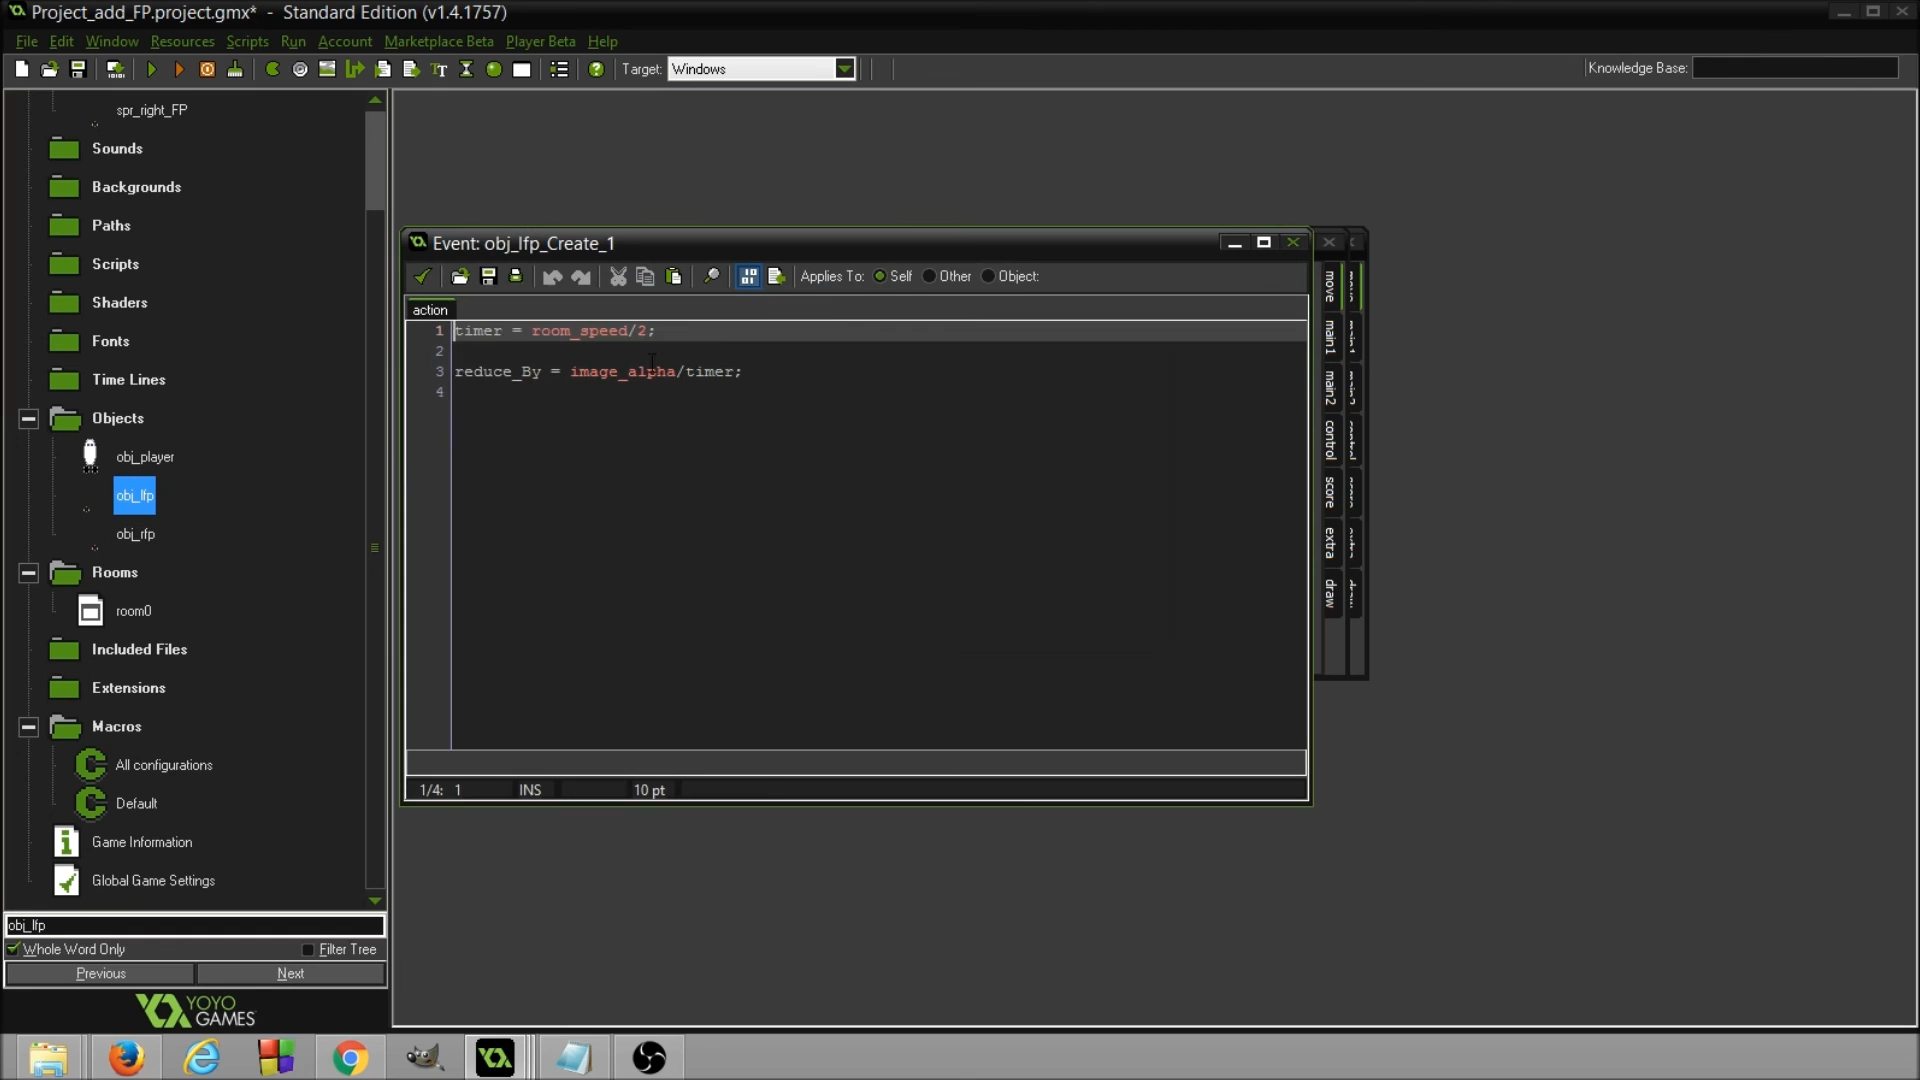 Project_add_FP.project.gmx* - Standard Edition (v1.4.1757)
File Edit Window Resources Scripts Run Account Marketplace Beta Player Beta Help
Target: Windows
Knowledge Base:
spr_right_FP
Sounds
Backgrounds
Paths
Scripts
Shaders
Fonts
Time Lines
Objects
obj_player
obj_lfp
obj_rfp
Rooms
room0
Included Files
Extensions
Macros
All configurations
Default
Game Information
Global Game Settings
obj_lfp
Whole Word Only Filter Tree
Previous Next
YOYO
GAMES
Event: obj_lfp_Create_1
Applies To: Self Other Object:
action
1 timer = room_speed/2;
2
3 reduce_By = image_alpha/timer;
4
1/4: 1 INS 10 pt
move
main1
main2
control
score
extra
draw